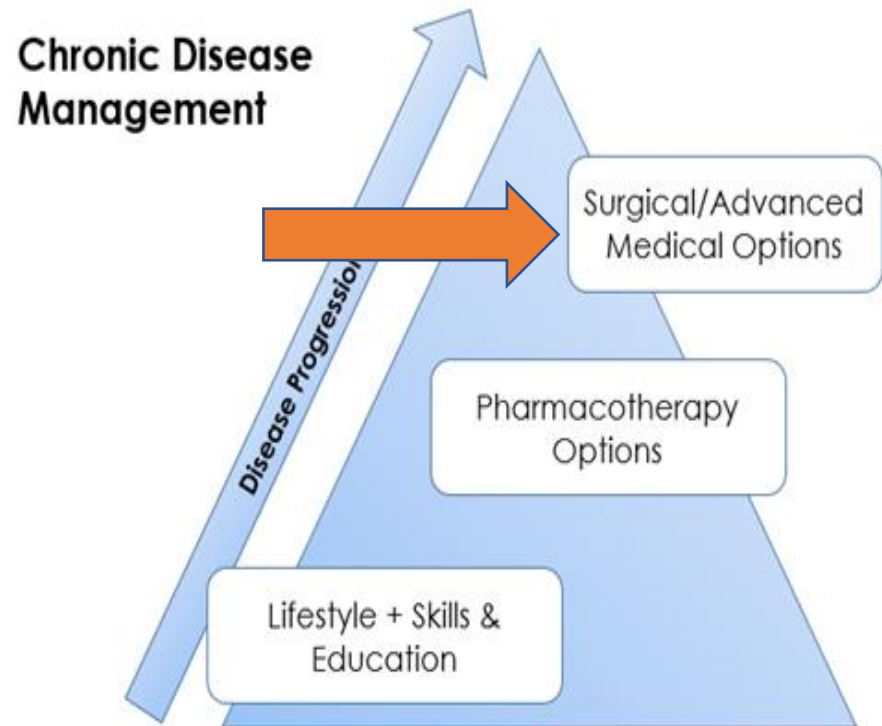 Chronic Disease
Management
Surgical/Advanced
Medical Options
Disease Progression
Pharmacotherapy
Options
Lifestyle + Skills &
Education